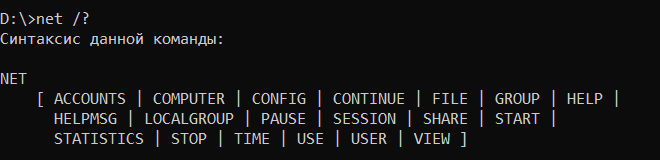 D:\>net /?
Синтаксис данной команды:
NET
[ ACCOUNTS | COMPUTER | CONFIG | CONTINUE | FILE | GROUP | HELP |
HELPMSG | LOCALGROUP | PAUSE | SESSION | SHARE | START |
STATISTICS | STOP | TIME | USE | USER | VIEW ]